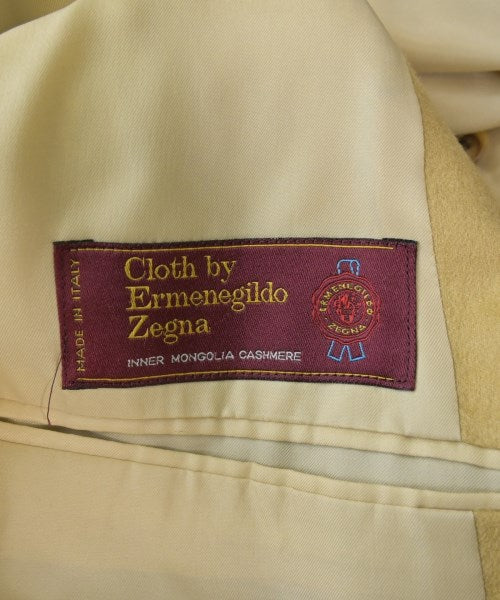 MADE IN ITALY
Cloth by
Ermenegildo
Zegna
INNER MONGOLIA CASHMERE
ERMENEGILDO
ZEGNA